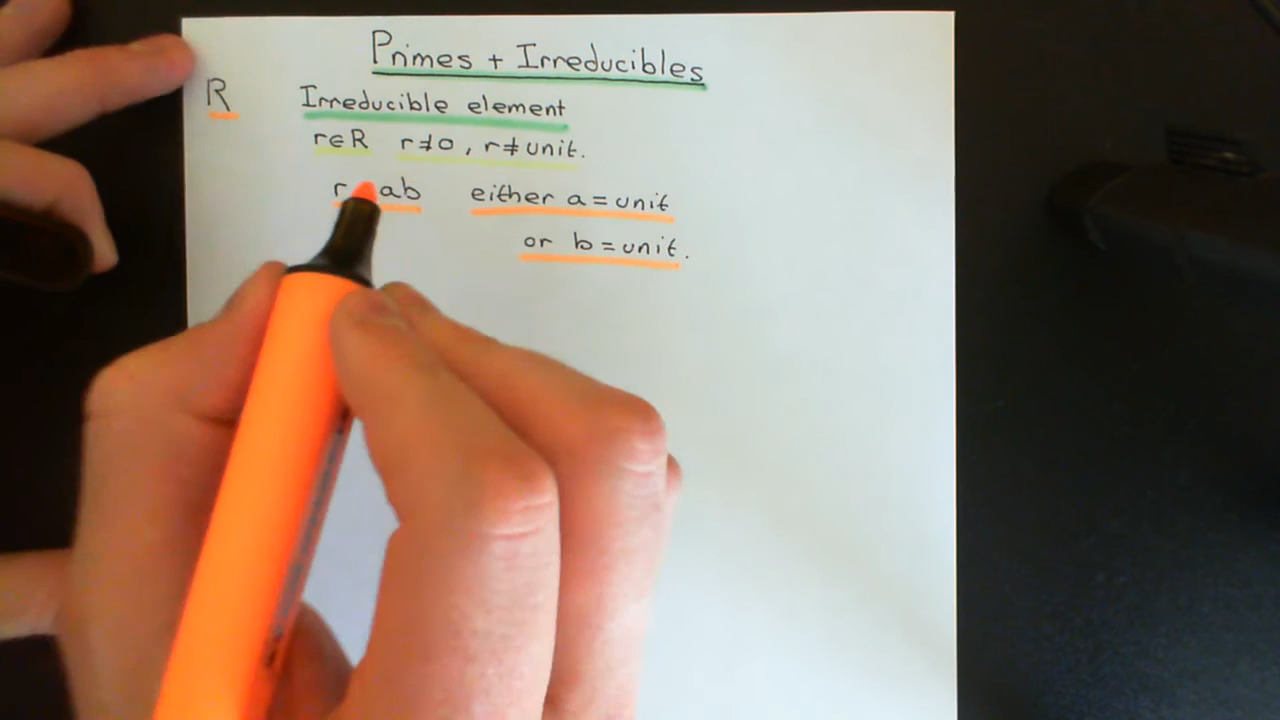 Primes + Irreducibles
R Irreducible element
r∈R r≠0, r≠unit.
r ab either a = unit
or b = unit.